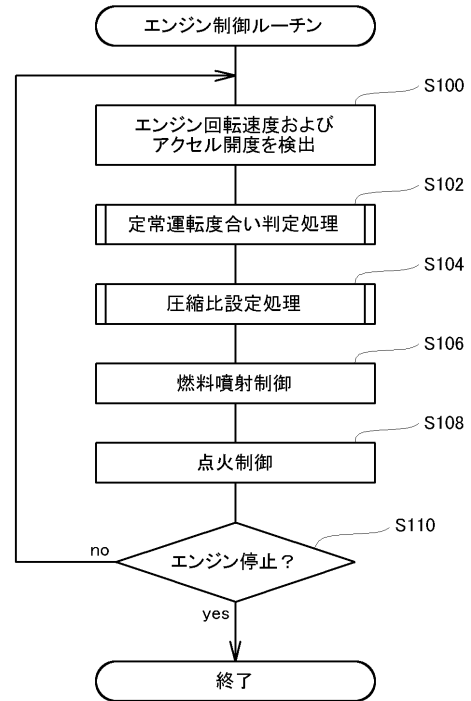 エンジン制御ルーチン
S100
エンジン回転速度および
アクセル開度を検出
S102
定常運転度合い判定処理
S104
圧縮比設定処理
S106
燃料噴射制御
S108
点火制御
S110
エンジン停止？
no
yes
終了